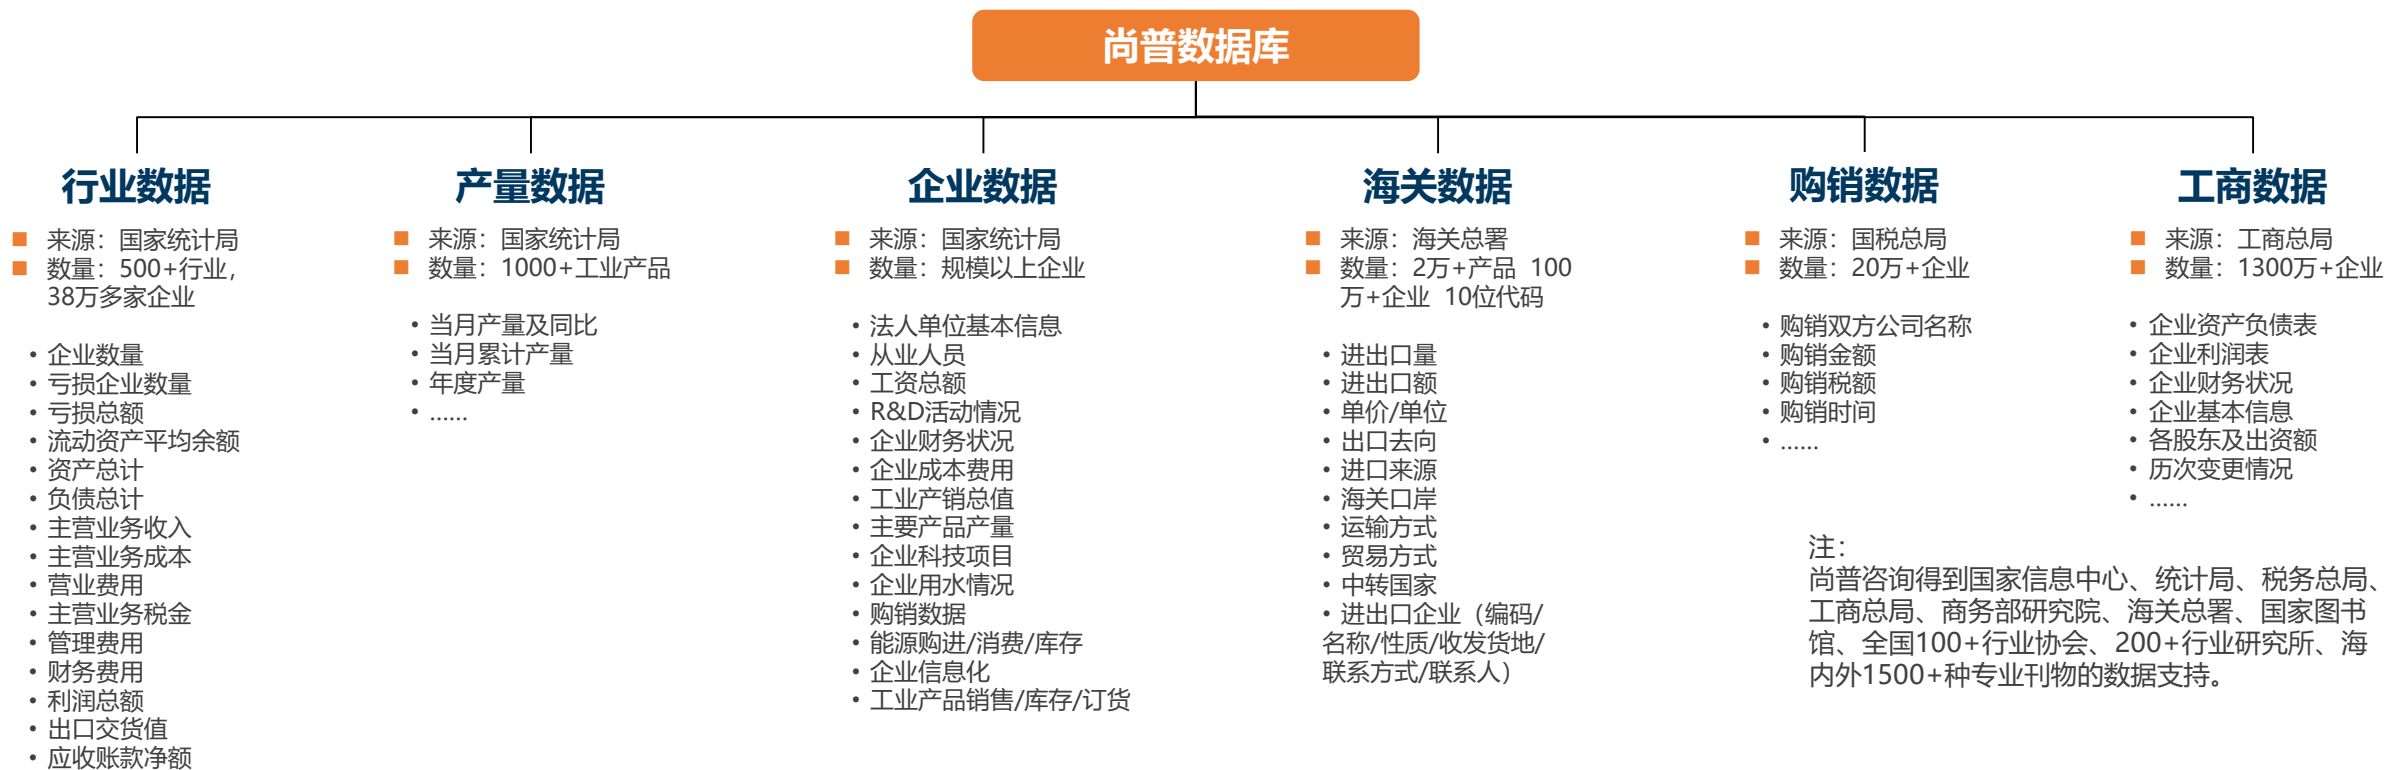 尚普数据库
行业数据
来源：国家统计局
数量：500+行业，
38万多家企业
• 企业数量
• 亏损企业数量
• 亏损总额
• 流动资产平均余额
• 资产总计
• 负债总计
• 主营业务收入
• 主营业务成本
• 营业费用
• 主营业务税金
• 管理费用
• 财务费用
• 利润总额
• 出口交货值
• 应收账款净额
产量数据
来源：国家统计局
数量：1000+工业产品
• 当月产量及同比
• 当月累计产量
• 年度产量
• ……
企业数据
来源：国家统计局
数量：规模以上企业
• 法人单位基本信息
• 从业人员
• 工资总额
• R&D活动情况
• 企业财务状况
• 企业成本费用
• 工业产销总值
• 主要产品产量
• 企业科技项目
• 企业用水情况
• 购销数据
• 能源购进/消费/库存
• 企业信息化
• 工业产品销售/库存/订货
海关数据
来源：海关总署
数量：2万+产品 100
万+企业 10位代码
• 进出口量
• 进出口额
• 单价/单位
• 出口去向
• 进口来源
• 海关口岸
• 运输方式
• 贸易方式
• 中转国家
• 进出口企业（编码/
名称/性质/收发货地/
联系方式/联系人）
购销数据
来源：国税总局
数量：20万+企业
• 购销双方公司名称
• 购销金额
• 购销税额
• 购销时间
• ……
工商数据
来源：工商总局
数量：1300万+企业
• 企业资产负债表
• 企业利润表
• 企业财务状况
• 企业基本信息
• 各股东及出资额
• 历次变更情况
• ……
注：
尚普咨询得到国家信息中心、统计局、税务总局、
工商总局、商务部研究院、海关总署、国家图书
馆、全国100+行业协会、200+行业研究所、海
内外1500+种专业刊物的数据支持。